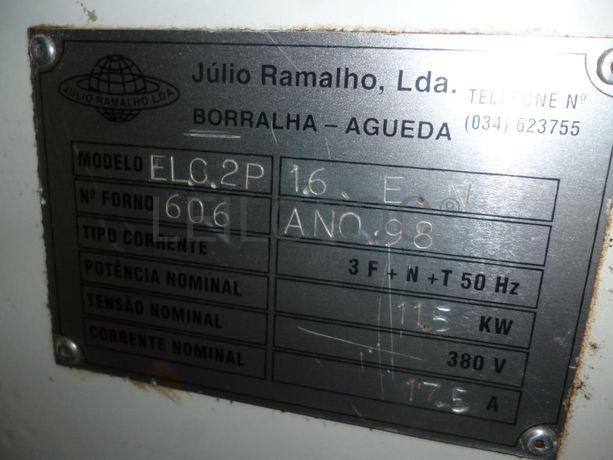 JÚLIO RAMALHO LDA
Júlio Ramalho, Lda.
TELEFONE Nº
BORRALHA – AGUEDA
(034) 623755
MODELO ELC.2P 16. E. N
Nº FORNO 606 ANO.98
TIPO CORRENTE 3 F + N + T 50 Hz
POTÊNCIA NOMINAL 11.5 KW
TENSÃO NOMINAL 380 V
CORRENTE NOMINAL 17.5 A